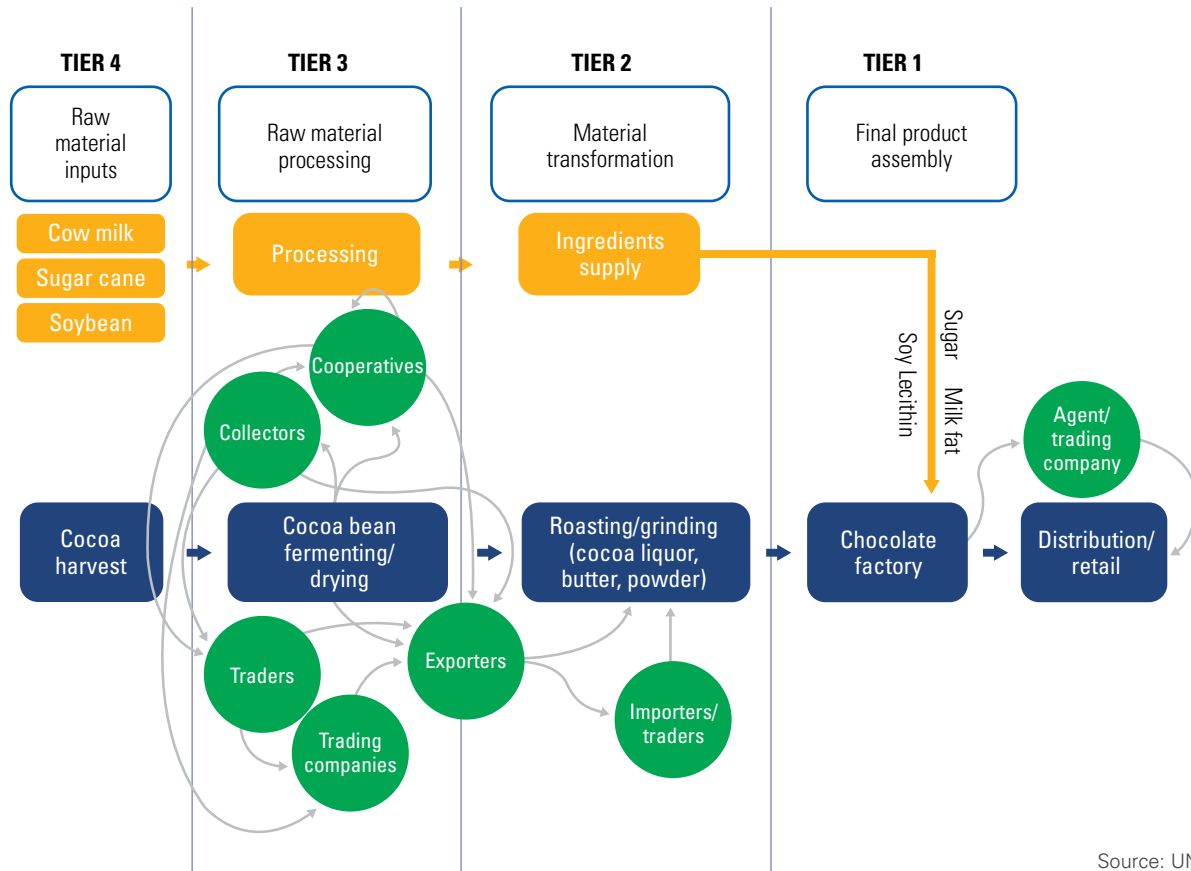 TIER 4
TIER 3
TIER 2
TIER 1
Raw
material
inputs
Raw material
processing
Material
transformation
Final product
assembly
Cow milk
Sugar cane
Soybean
Processing
Ingredients
supply
Sugar Milk fat
Soy Lecithin
Cooperatives
Collectors
Agent/
trading
company
Cocoa
harvest
Cocoa bean
fermenting/
drying
Roasting/grinding
(cocoa liquor,
butter, powder)
Chocolate
factory
Distribution/
retail
Traders
Trading
companies
Exporters
Importers/
traders
Source: UN